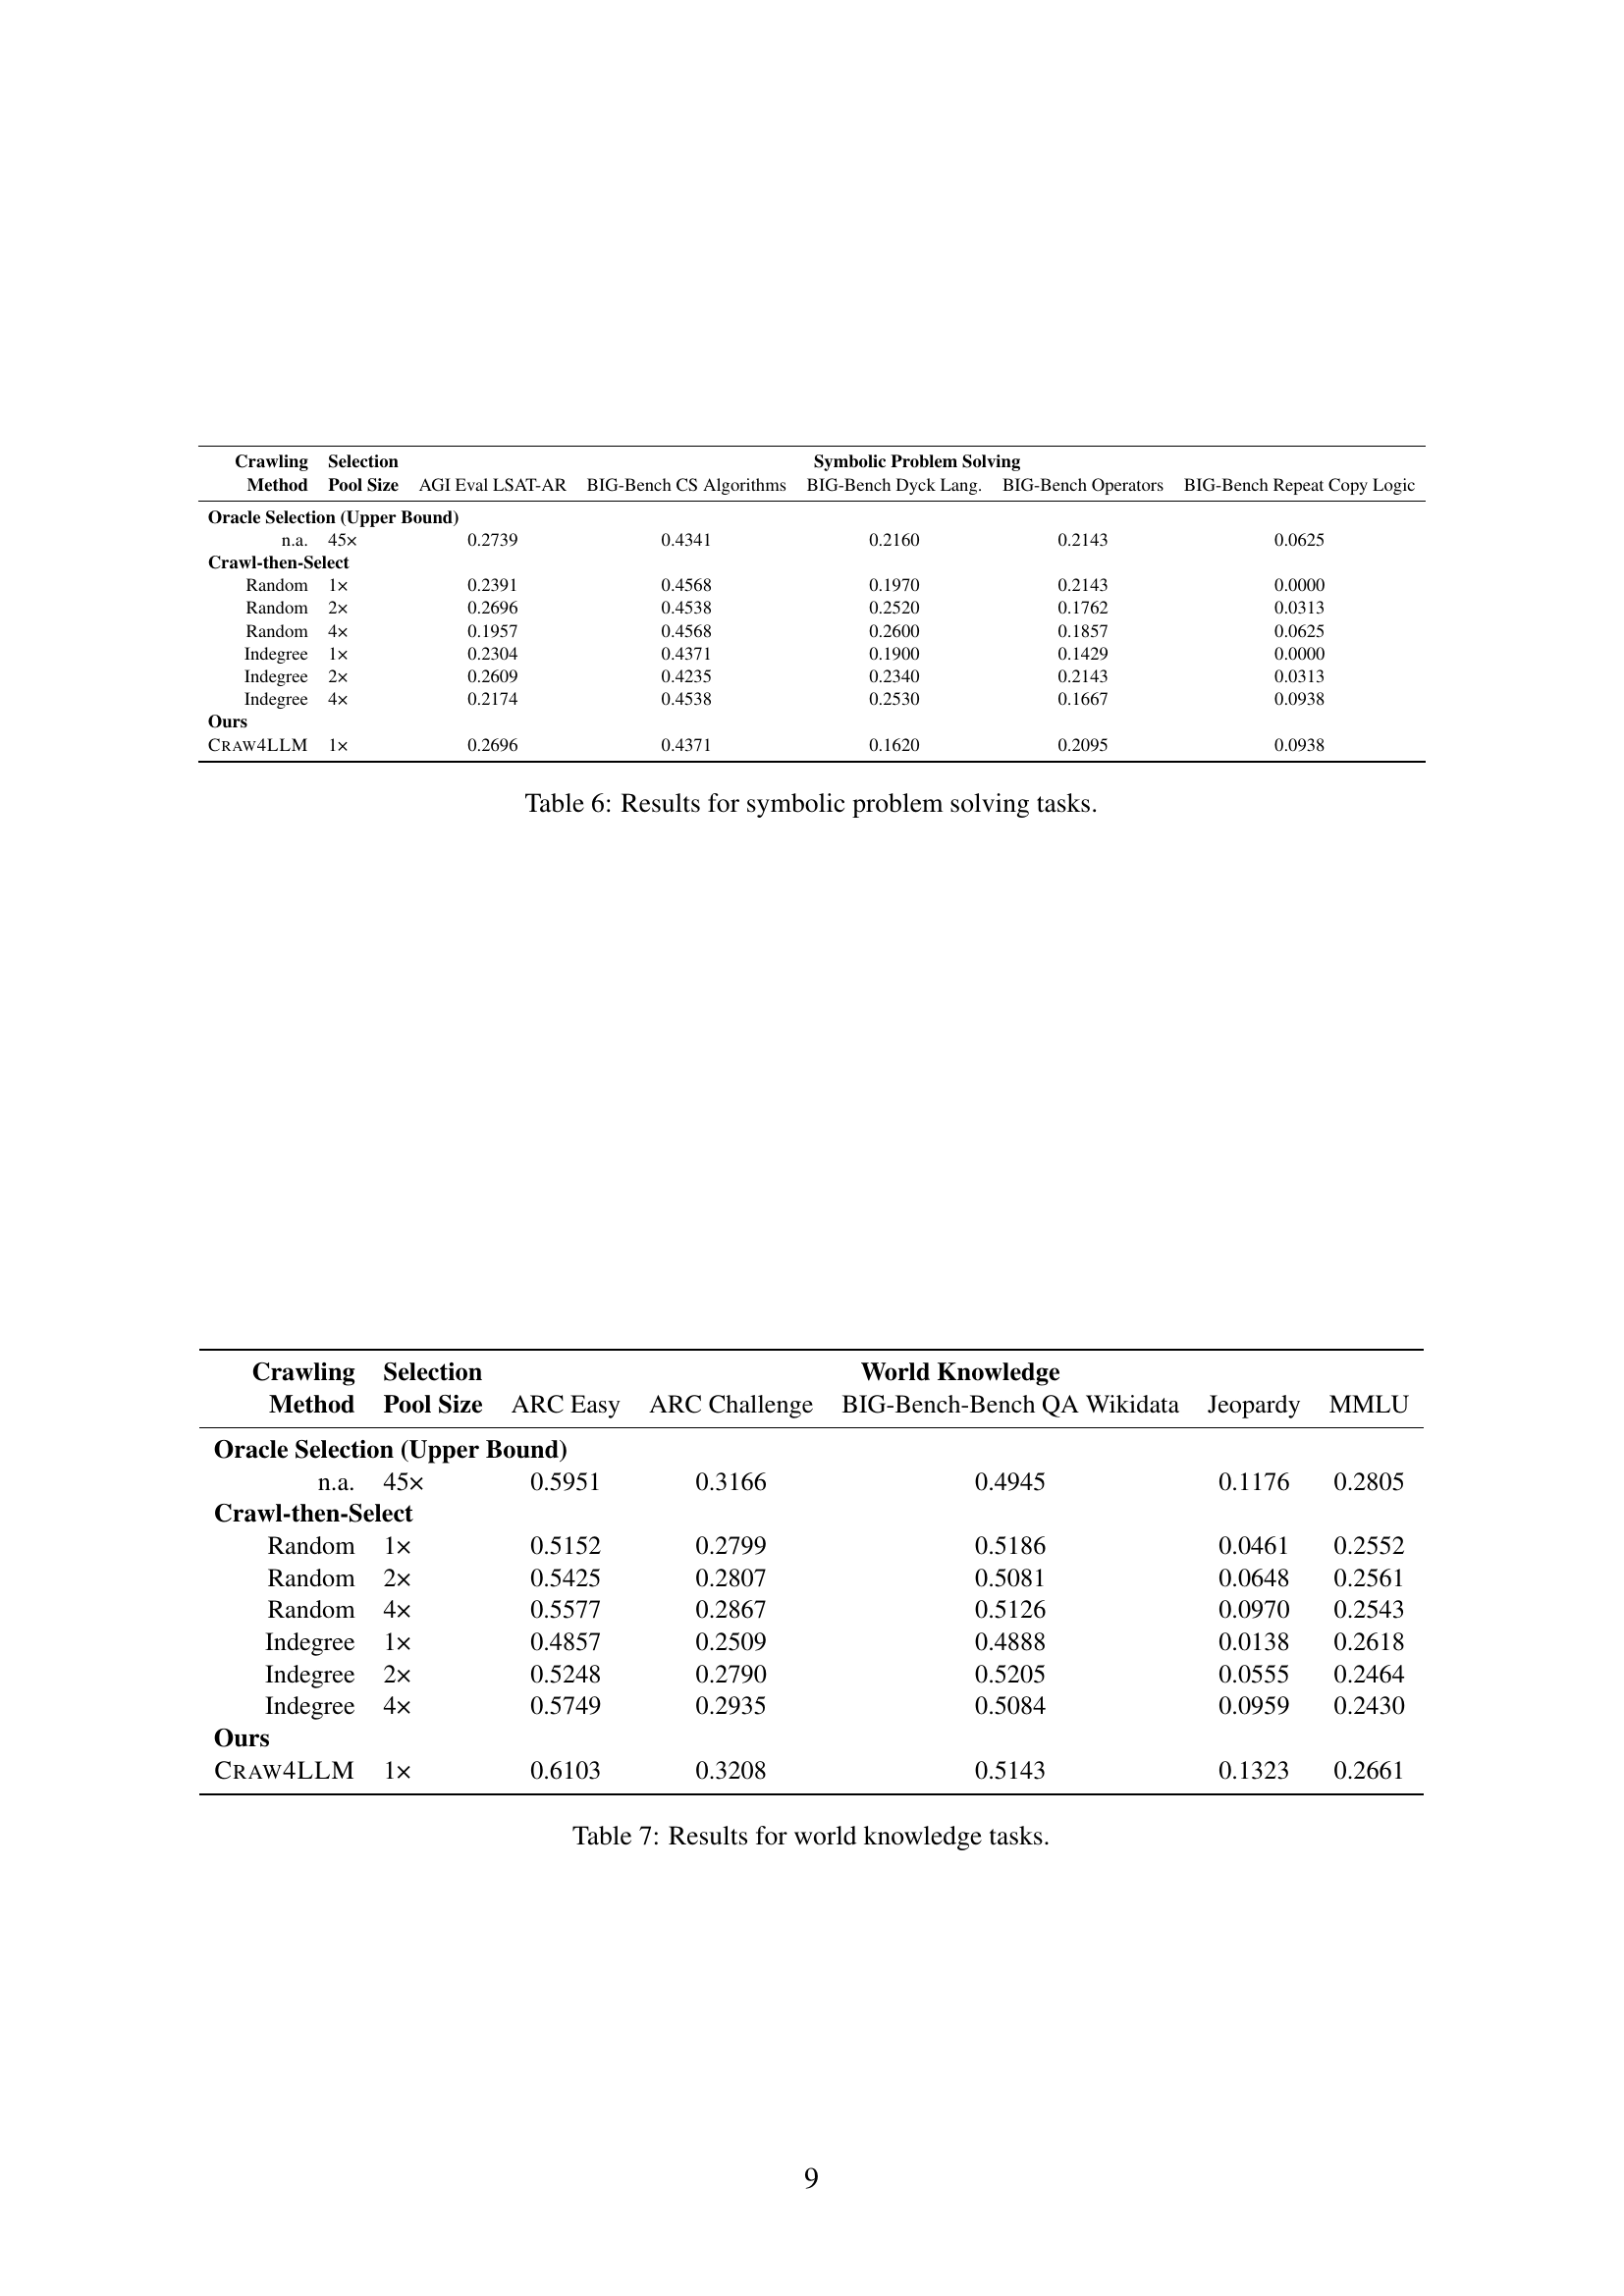 Crawling Selection Symbolic Problem Solving
Method Pool Size AGI Eval LSAT-AR BIG-Bench CS Algorithms BIG-Bench Dyck Lang. BIG-Bench Operators BIG-Bench Repeat Copy Logic
Oracle Selection (Upper Bound)
n.a. 45× 0.2739 0.4341 0.2160 0.2143 0.0625
Crawl-then-Select
Random 1× 0.2391 0.4568 0.1970 0.2143 0.0000
Random 2× 0.2696 0.4538 0.2520 0.1762 0.0313
Random 4× 0.1957 0.4568 0.2600 0.1857 0.0625
Indegree 1× 0.2304 0.4371 0.1900 0.1429 0.0000
Indegree 2× 0.2609 0.4235 0.2340 0.2143 0.0313
Indegree 4× 0.2174 0.4538 0.2530 0.1667 0.0938
Ours
CRAW4LLM 1× 0.2696 0.4371 0.1620 0.2095 0.0938
Table 6: Results for symbolic problem solving tasks.
Crawling Selection World Knowledge
Method Pool Size ARC Easy ARC Challenge BIG-Bench-Bench QA Wikidata Jeopardy MMLU
Oracle Selection (Upper Bound)
n.a. 45× 0.5951 0.3166 0.4945 0.1176 0.2805
Crawl-then-Select
Random 1× 0.5152 0.2799 0.5186 0.0461 0.2552
Random 2× 0.5425 0.2807 0.5081 0.0648 0.2561
Random 4× 0.5577 0.2867 0.5126 0.0970 0.2543
Indegree 1× 0.4857 0.2509 0.4888 0.0138 0.2618
Indegree 2× 0.5248 0.2790 0.5205 0.0555 0.2464
Indegree 4× 0.5749 0.2935 0.5084 0.0959 0.2430
Ours
CRAW4LLM 1× 0.6103 0.3208 0.5143 0.1323 0.2661
Table 7: Results for world knowledge tasks.
9